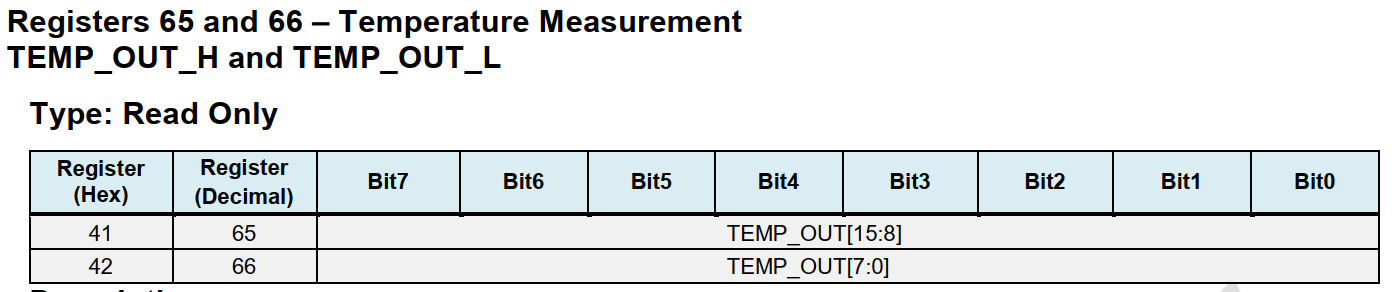 Registers 65 and 66 – Temperature Measurement
TEMP_OUT_H and TEMP_OUT_L
Type: Read Only
Register (Hex) Register (Decimal) Bit7 Bit6 Bit5 Bit4 Bit3 Bit2 Bit1 Bit0
41 65 TEMP_OUT[15:8]
42 66 TEMP_OUT[7:0]